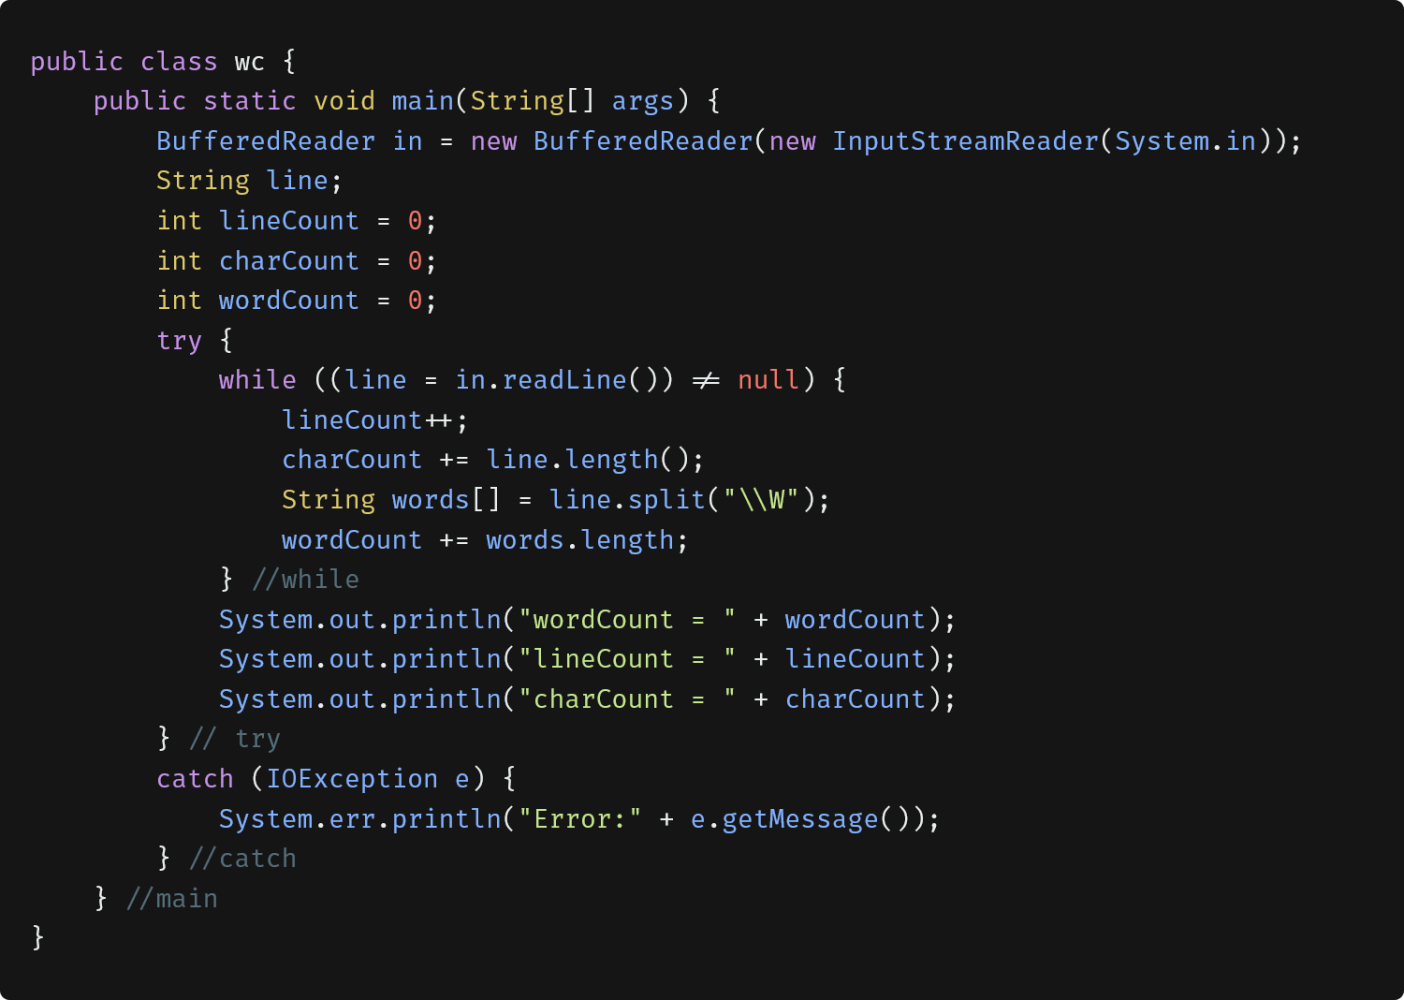 public class wc {
    public static void main(String[] args) {
        BufferedReader in = new BufferedReader(new InputStreamReader(System.in));
        String line;
        int lineCount = 0;
        int charCount = 0;
        int wordCount = 0;
        try {
            while ((line = in.readLine()) != null) {
                lineCount++;
                charCount += line.length();
                String words[] = line.split("\\W");
                wordCount += words.length;
            } //while
            System.out.println("wordCount = " + wordCount);
            System.out.println("lineCount = " + lineCount);
            System.out.println("charCount = " + charCount);
        } // try
        catch (IOException e) {
            System.err.println("Error:" + e.getMessage());
        } //catch
    } //main
}